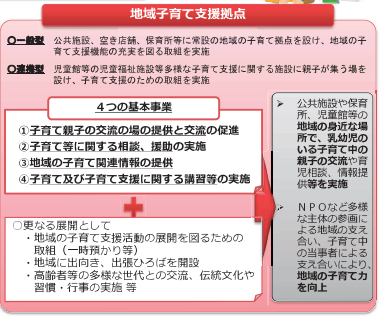 地域子育て支援拠点
○一般型 公共施設、空き店舗、保育所等に常設の地域の子育て拠点を設け、地域の子
育て支援機能の充実を図る取組を実施
○連携型 児童館等の児童福祉施設等多様な子育て支援に関する施設に親子が集う場を
設け、子育て支援のための取組を実施
４つの基本事業
①子育て親子の交流の場の提供と交流の促進
②子育て等に関する相談、援助の実施
③地域の子育て関連情報の提供
④子育て及び子育て支援に関する講習等の実施
○更なる展開として
・地域の子育て支援活動の展開を図るための
取組（一時預かり等）
・地域に出向き、出張ひろばを開設
・高齢者等の多様な世代との交流、伝統文化や
習慣・行事の実施 等
➢ 公共施設や保育
所、児童館等の
地域の身近な場
所で、乳幼児の
いる子育て中の
親子の交流や育
児相談、情報提
供等を実施
➢ ＮＰＯなど多様
な主体の参画に
よる地域の支え
合い、子育て中
の当事者による
支え合いにより、
地域の子育て力
を向上